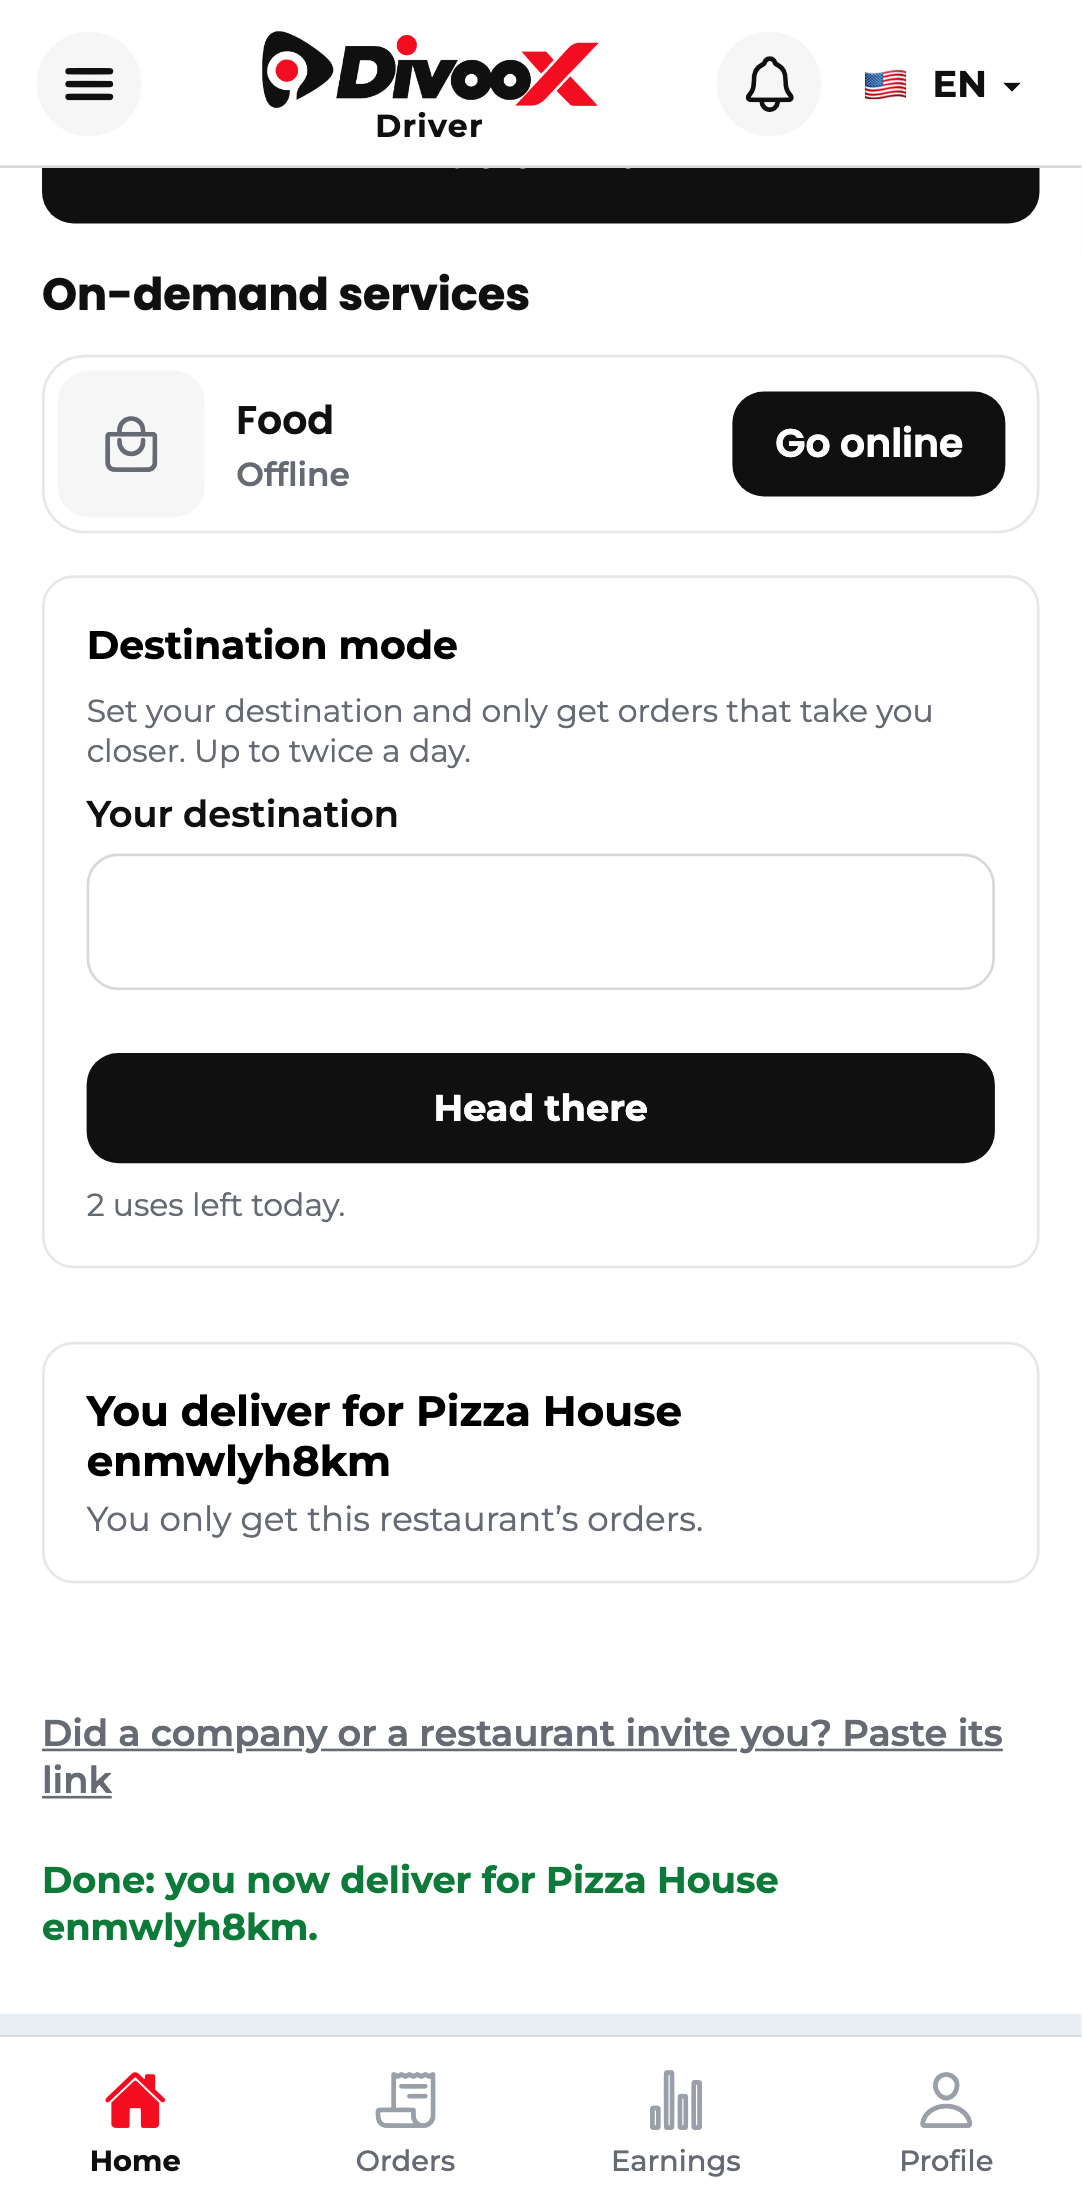 DivooX
Driver
EN
On-demand services
Food
Offline
Go online
Destination mode
Set your destination and only get orders that take you
closer. Up to twice a day.
Your destination
Head there
2 uses left today.
You deliver for Pizza House
enmwlyh8km
You only get this restaurant’s orders.
Did a company or a restaurant invite you? Paste its
link
Done: you now deliver for Pizza House
enmwlyh8km.
Home
Orders
Earnings
Profile